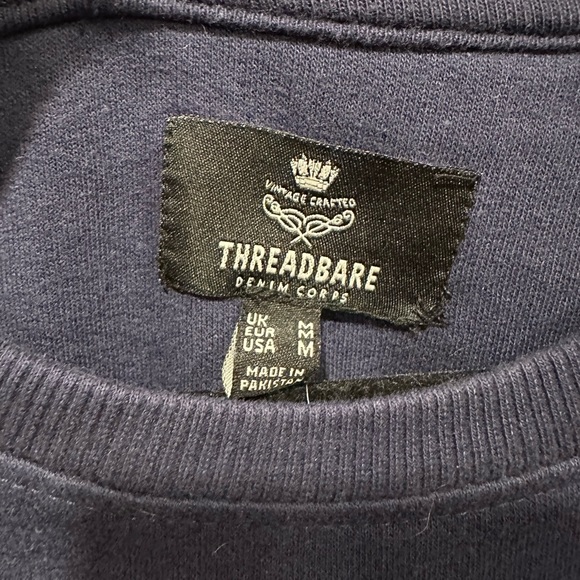 VINTAGE CRAFTED
THREADBARE
DENIM CORPS
UK M
EUR M
USA M
MADE IN
PAKISTAN